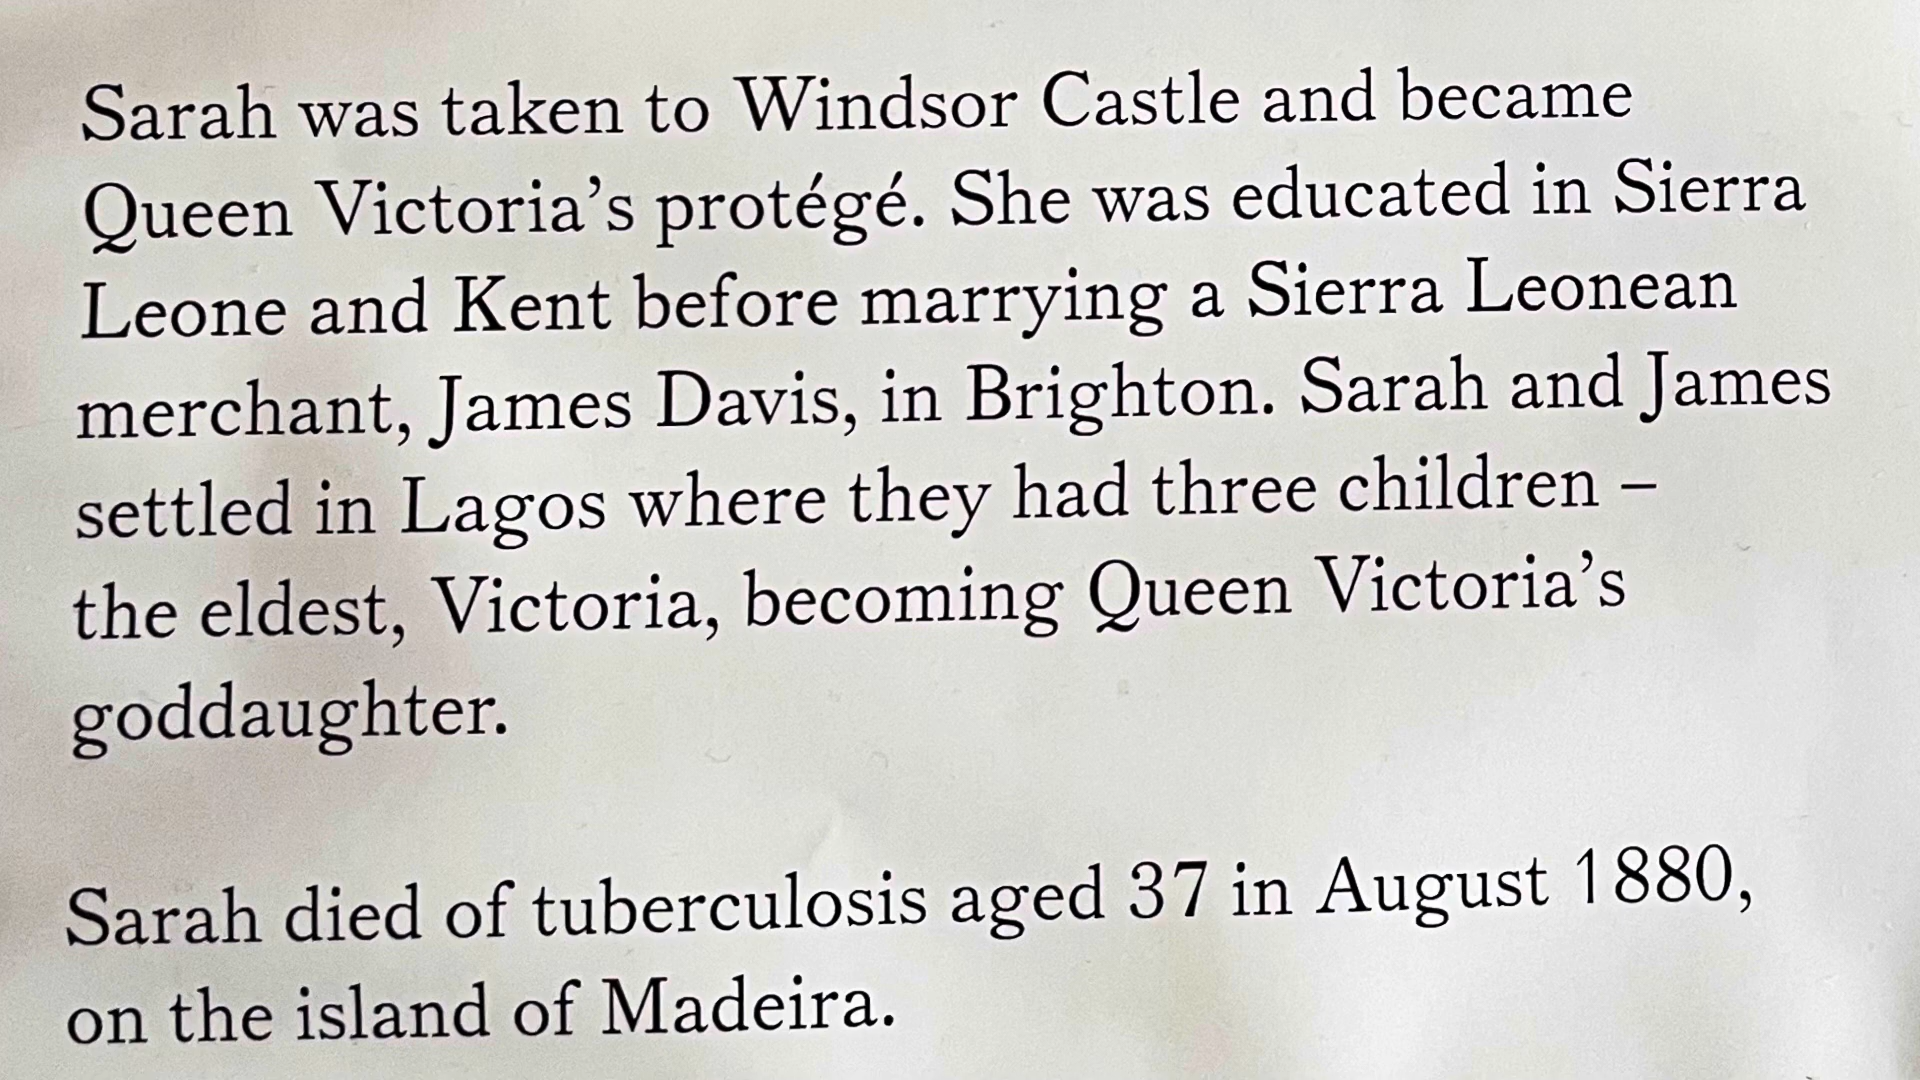 Sarah was taken to Windsor Castle and became
Queen Victoria’s protégé. She was educated in Sierra
Leone and Kent before marrying a Sierra Leonean
merchant, James Davis, in Brighton. Sarah and James
settled in Lagos where they had three children –
the eldest, Victoria, becoming Queen Victoria’s
goddaughter.
Sarah died of tuberculosis aged 37 in August 1880,
on the island of Madeira.